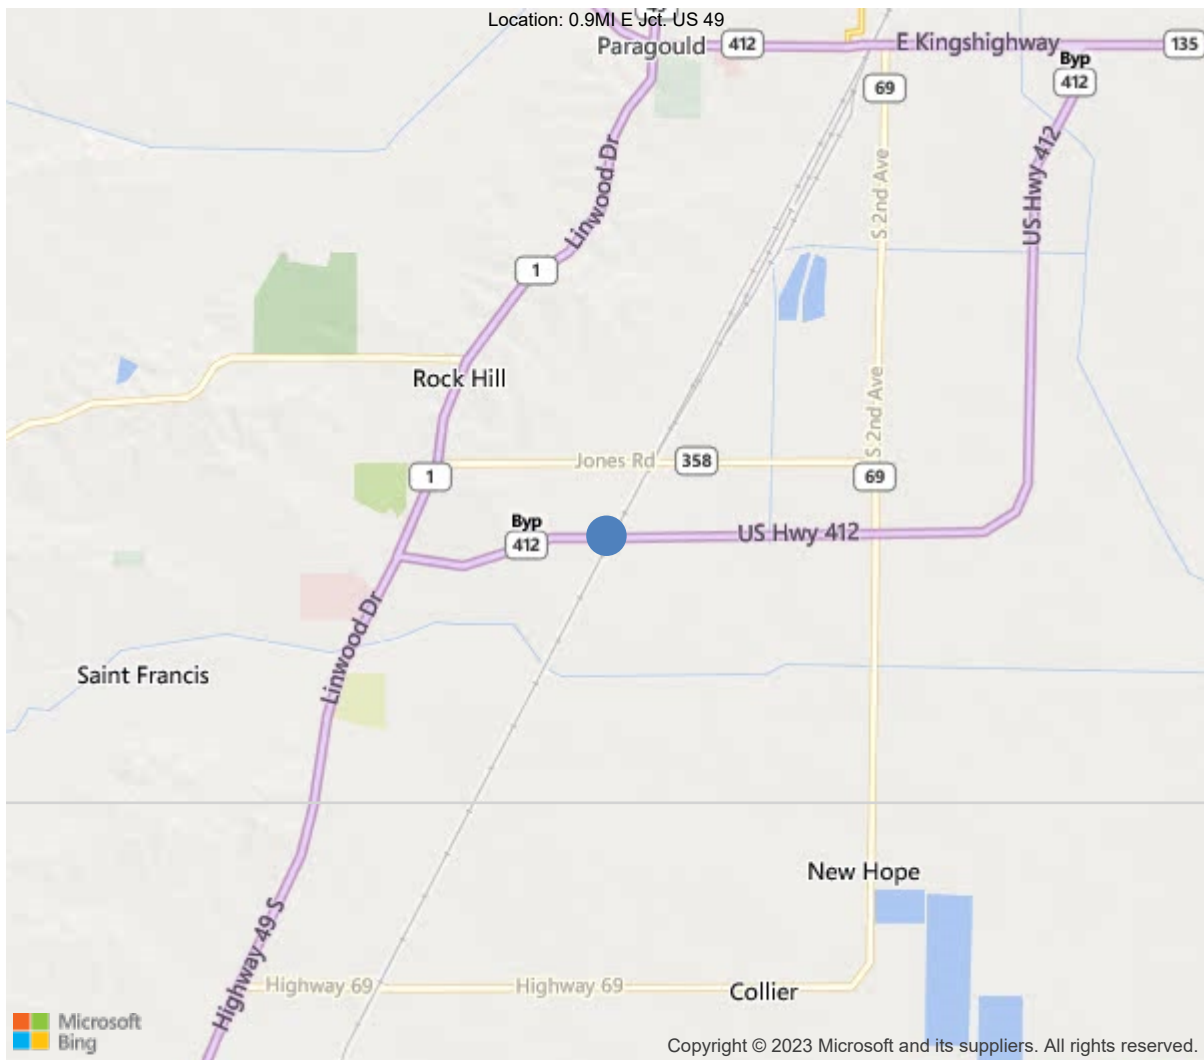 Location: 0.9MI E Jct. US 49
Paragould
412
E Kingshighway
135
Byp
412
69
Linwood Dr
S 2nd Ave
US Hwy 412
1
Rock Hill
S 2nd Ave
Jones Rd
358
1
69
Byp
412
US Hwy 412
Linwood Dr
Saint Francis
New Hope
Highway 49 S
Highway 69
Highway 69
Collier
Microsoft
Bing
Copyright © 2023 Microsoft and its suppliers. All rights reserved.